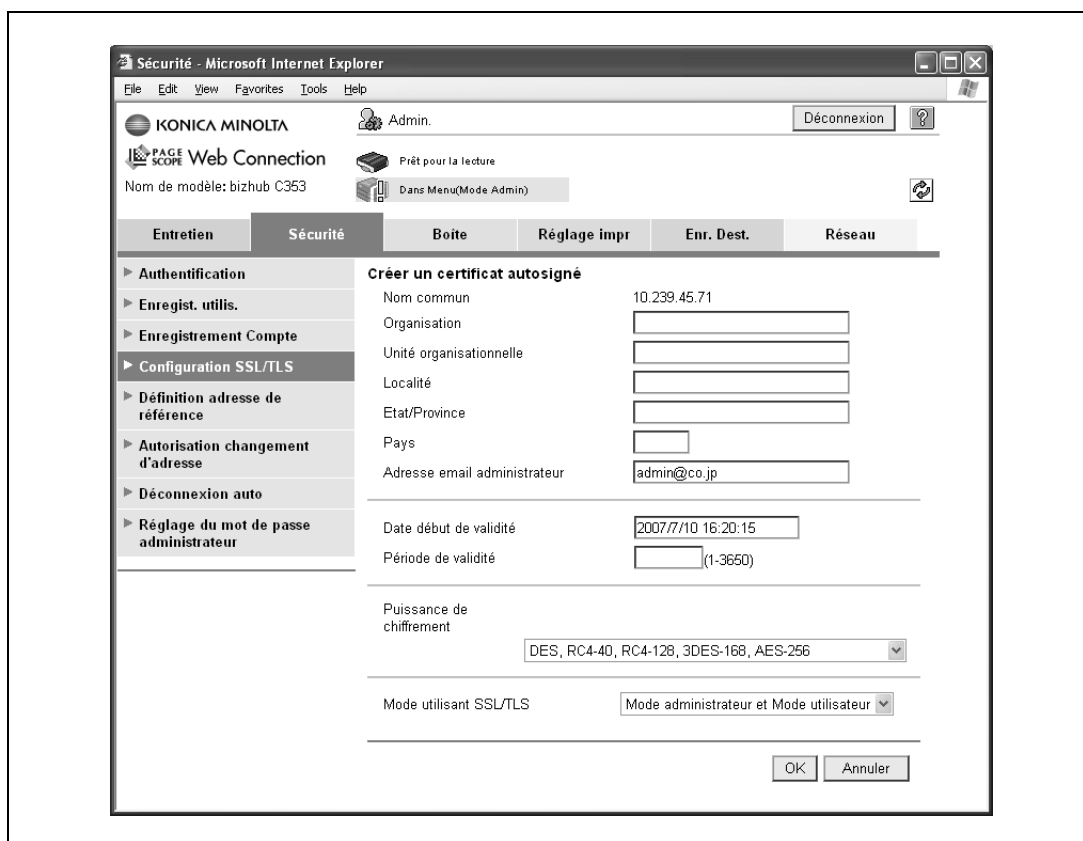 Sécurité - Microsoft Internet Explorer
File Edit View Favorites Tools Help
KONICA MINOLTA
Admin.
Déconnexion
?
PAGE SCOPE Web Connection
Prêt pour la lecture
Nom de modèle: bizhub C353
Dans Menu(Mode Admin)
Entretien Sécurité Boîte Réglage impr Enr. Dest. Réseau
Authentification
Enregist. utilis.
Enregistrement Compte
Configuration SSL/TLS
Définition adresse de
référence
Autorisation changement
d'adresse
Déconnexion auto
Réglage du mot de passe
administrateur
Créer un certificat autosigné
Nom commun 10.239.45.71
Organisation
Unité organisationnelle
Localité
Etat/Province
Pays
Adresse email administrateur admin@co.jp
Date début de validité 2007/7/10 16:20:15
Période de validité (1-3650)
Puissance de
chiffrement
DES, RC4-40, RC4-128, 3DES-168, AES-256
Mode utilisant SSL/TLS Mode administrateur et Mode utilisateur
OK Annuler